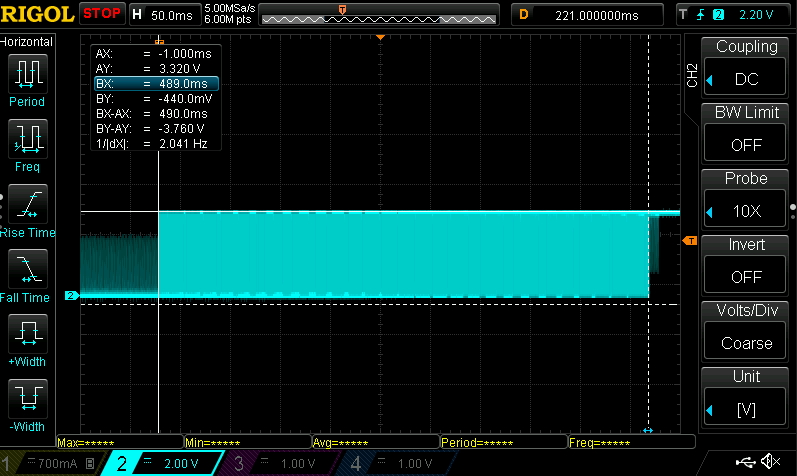 RIGOL STOP H 50.0ms 5.00MSa/s 6.00M pts T D 221.000000ms T 2 2.20 V
Horizontal
Period
Freq
Rise Time
Fall Time
+Width
-Width
AX: = -1.000ms
AY: = 3.320 V
BX: = 489.0ms
BY: = -440.0mV
BX-AX: = 490.0ms
BY-AY: = -3.760 V
1/|dX|: = 2.041 Hz
2
T
CH2
Coupling
DC
BW Limit
OFF
Probe
10X
Invert
OFF
Volts/Div
Coarse
Unit
[V]
Max=***** Min=***** Avg=***** Period=***** Freq=*****
1 700mA B 2 2.00 V 3 1.00 V 4 1.00 V